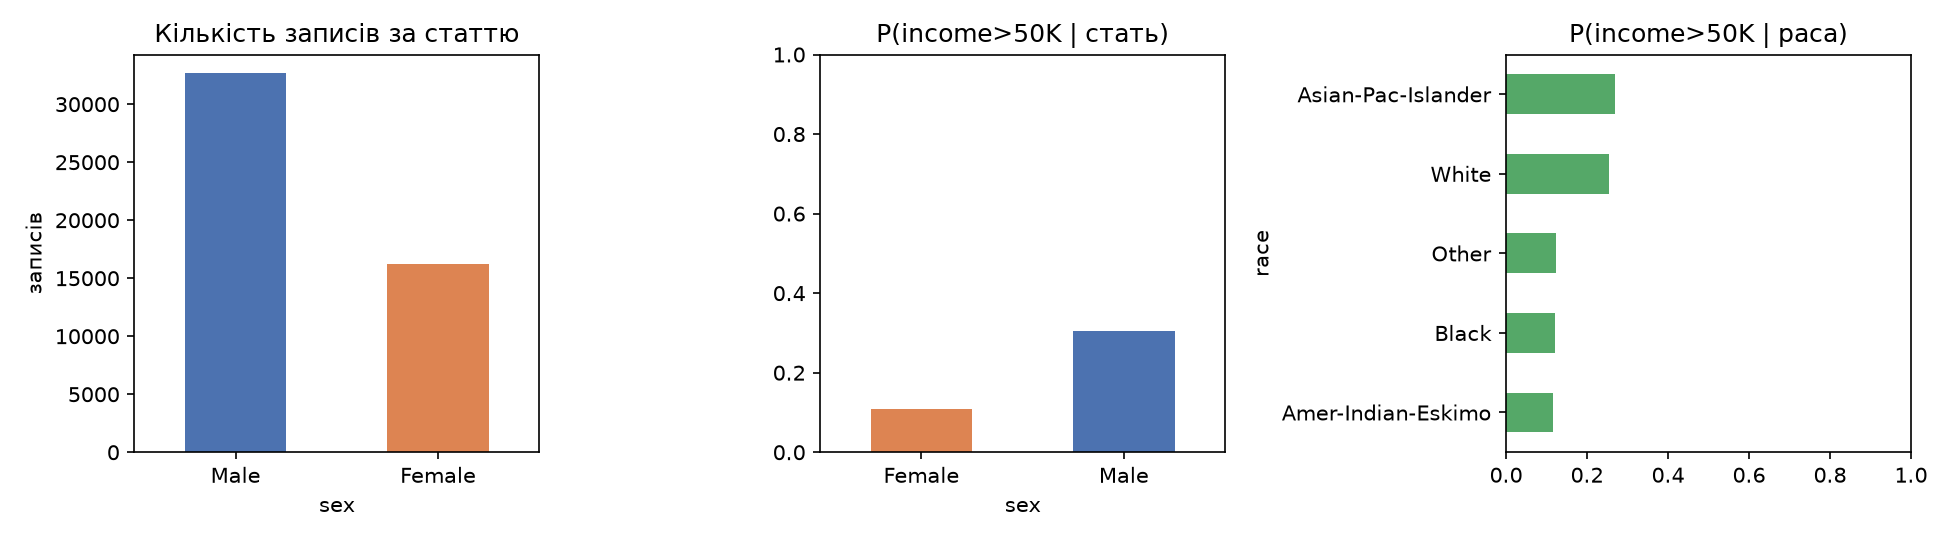 Кількість записів за статтю
записів
30000
25000
20000
15000
10000
5000
0
Male
Female
sex
P(income>50K | стать)
1.0
0.8
0.6
0.4
0.2
0.0
Female
Male
sex
P(income>50K | раса)
race
Asian-Pac-Islander
White
Other
Black
Amer-Indian-Eskimo
0.0 0.2 0.4 0.6 0.8 1.0